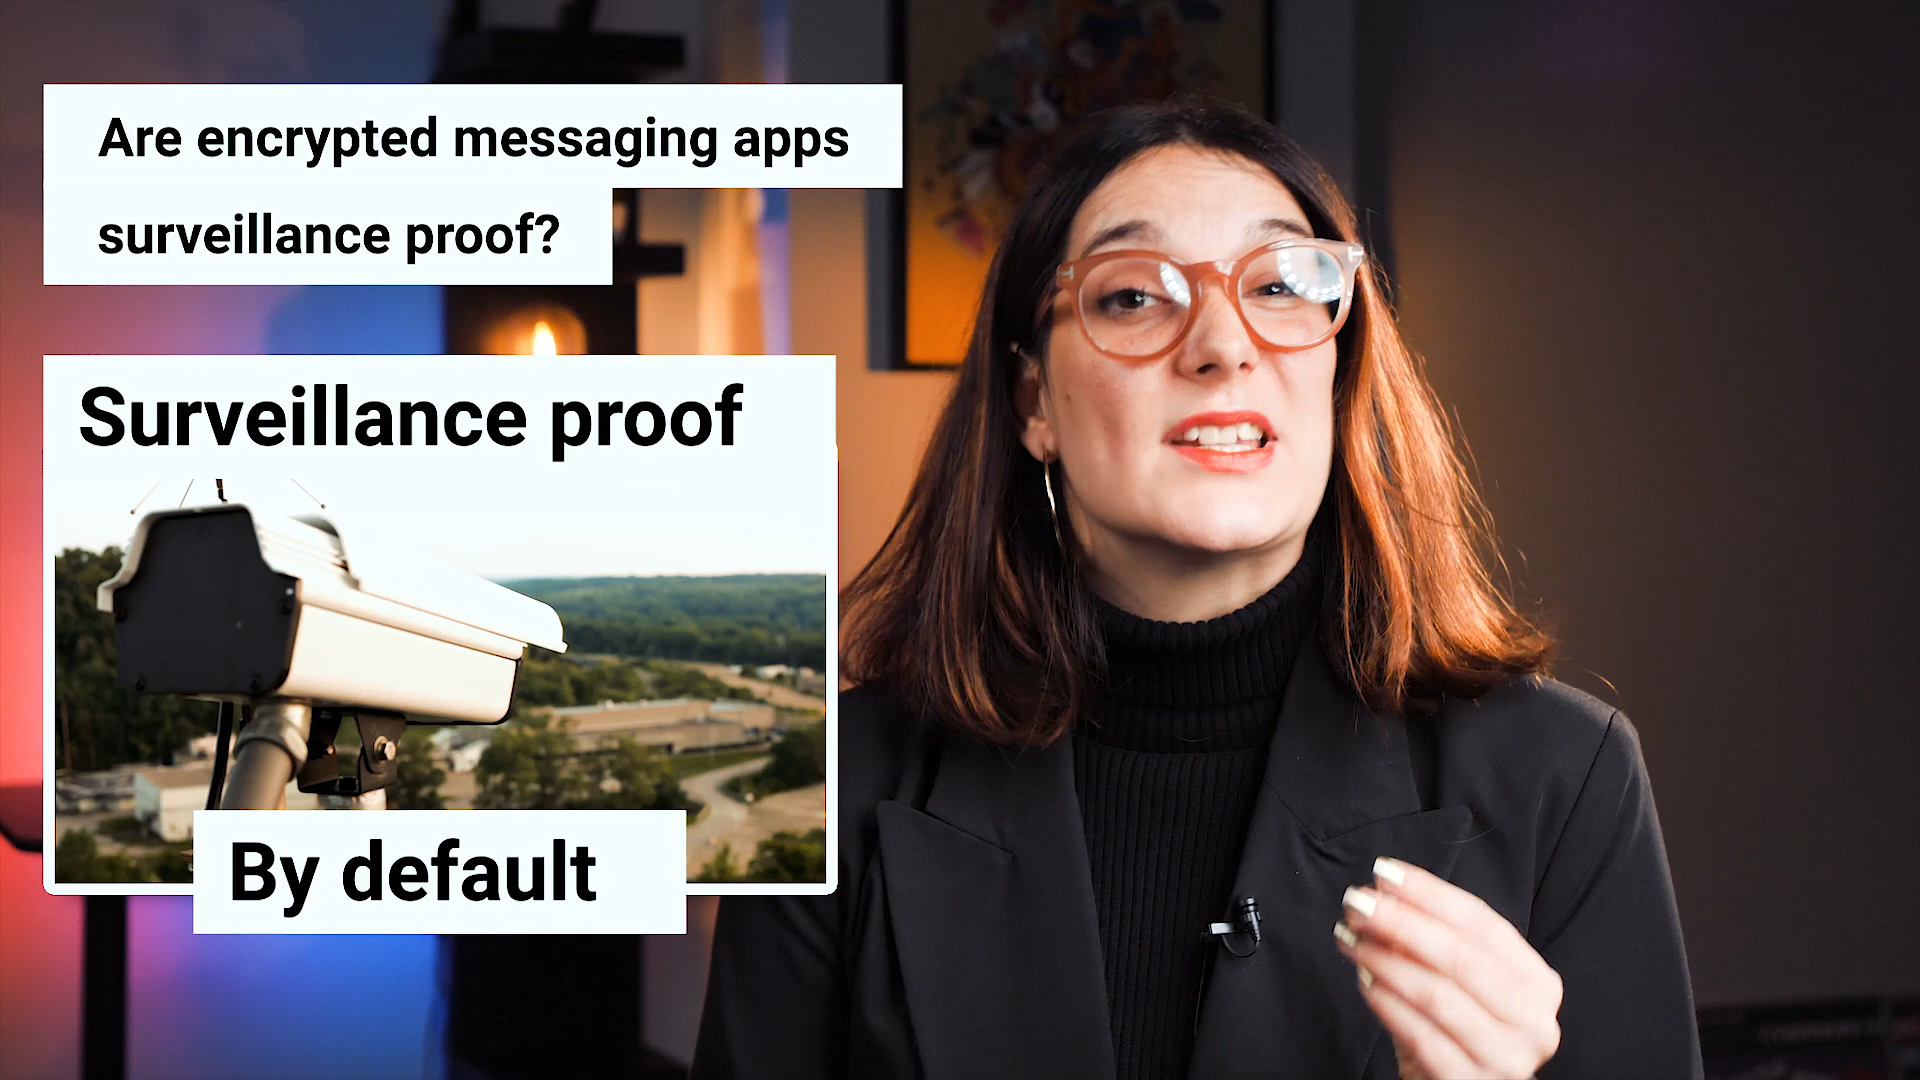 Are encrypted messaging apps
surveillance proof?
Surveillance proof
By default